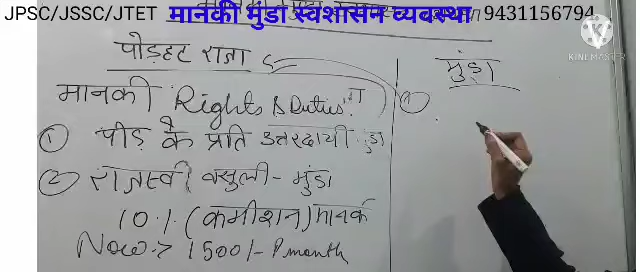 JPSC/JSSC/JTET मानकी मुंडा स्वशासन व्यवस्था 9431156794
KINEMASTER
पोड़हट राजा
मुंडा
मानकी Rights & Duties
① पीड़ के प्रति उत्तरदायी
② राजस्व वसुली - मुंडा
10% (कमीशन) मानकी
Now → 1500/- P month